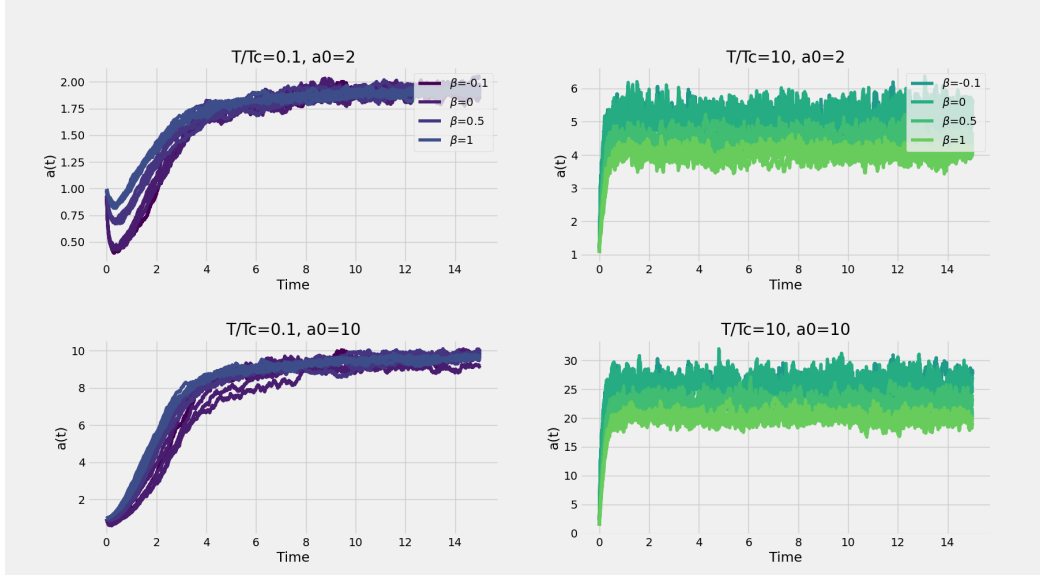 T/Tc=0.1, a0=2
a(t)
2.00
1.75
1.50
1.25
1.00
0.75
0.50
β=-0.1
β=0
β=0.5
β=1
0 2 4 6 8 10 12 14
Time
T/Tc=10, a0=2
a(t)
6
5
4
3
2
1
β=-0.1
β=0
β=0.5
β=1
0 2 4 6 8 10 12 14
Time
T/Tc=0.1, a0=10
a(t)
10
8
6
4
2
0 2 4 6 8 10 12 14
Time
T/Tc=10, a0=10
a(t)
30
25
20
15
10
5
0
0 2 4 6 8 10 12 14
Time